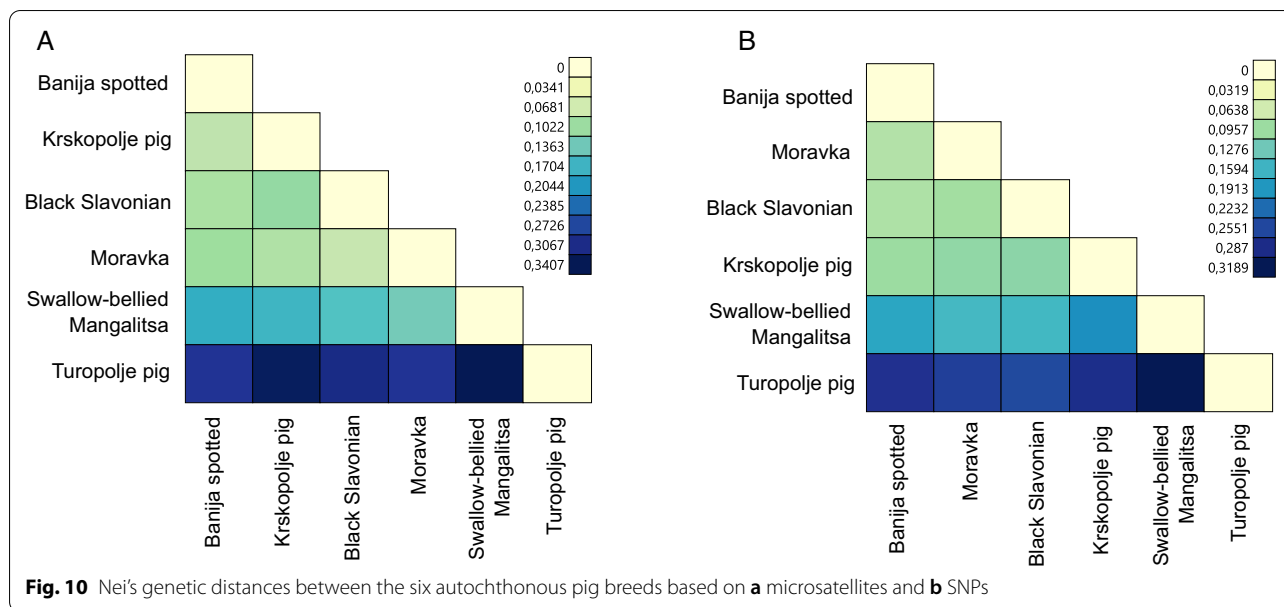 A
Banija spotted
Krskopolje pig
Black Slavonian
Moravka
Swallow-bellied
Mangalitsa
Turopolje pig
0
0,0341
0,0681
0,1022
0,1363
0,1704
0,2044
0,2385
0,2726
0,3067
0,3407
Banija spotted
Krskopolje pig
Black Slavonian
Moravka
Swallow-bellied
Mangalitsa
Turopolje pig
B
Banija spotted
Moravka
Black Slavonian
Krskopolje pig
Swallow-bellied
Mangalitsa
Turopolje pig
0
0,0319
0,0638
0,0957
0,1276
0,1594
0,1913
0,2232
0,2551
0,287
0,3189
Banija spotted
Moravka
Black Slavonian
Krskopolje pig
Swallow-bellied
Mangalitsa
Turopolje pig
Fig. 10 Nei's genetic distances between the six autochthonous pig breeds based on a microsatellites and b SNPs